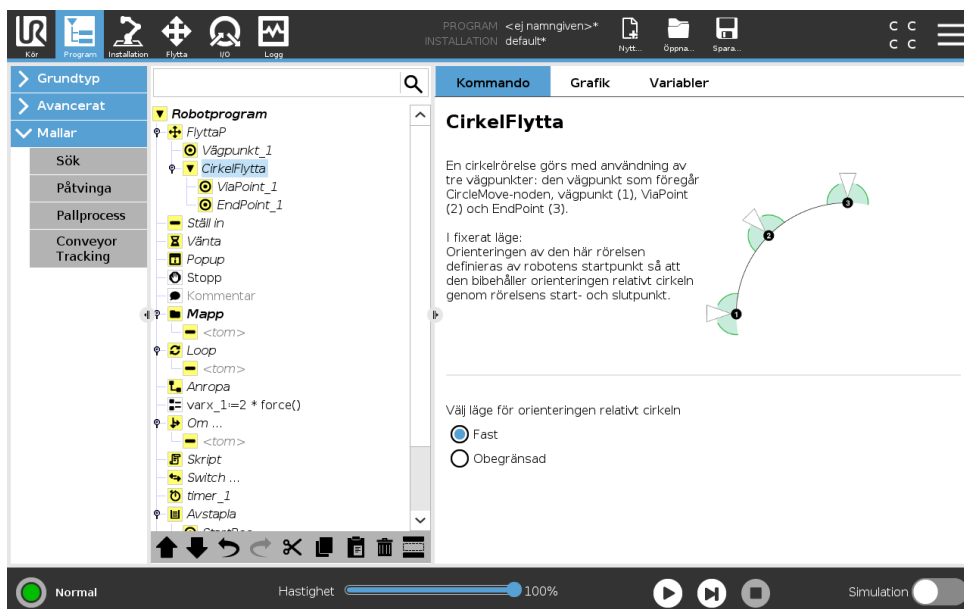 UR
Kör
Program
Installation
Flytta
I/O
Logg
PROGRAM <ej namngiven>*
INSTALLATION default*
Nytt...
Öppna...
Spara...
C C
C C
Grundtyp
Avancerat
Mallar
Sök
Påtvinga
Pallprocess
Conveyor
Tracking
Robotprogram
FlyttaP
Vägpunkt_1
CirkelFlytta
ViaPoint_1
EndPoint_1
Ställ in
Vänta
Popup
Stopp
Kommentar
Mapp
<tom>
Loop
<tom>
Anropa
varx_1≔2 * force()
Om ...
<tom>
Skript
Switch ...
timer_1
Avstapla
Kommando
Grafik
Variabler
CirkelFlytta
En cirkelrörelse görs med användning av
tre vägpunkter: den vägpunkt som föregår
CircleMove-noden, vägpunkt (1), ViaPoint
(2) och EndPoint (3).
I fixerat läge:
Orienteringen av den här rörelsen
definieras av robotens startpunkt så att
den bibehåller orienteringen relativt cirkeln
genom rörelsens start- och slutpunkt.
3
2
1
Välj läge för orienteringen relativt cirkeln
Fast
Obegränsad
Normal
Hastighet
100%
Simulation